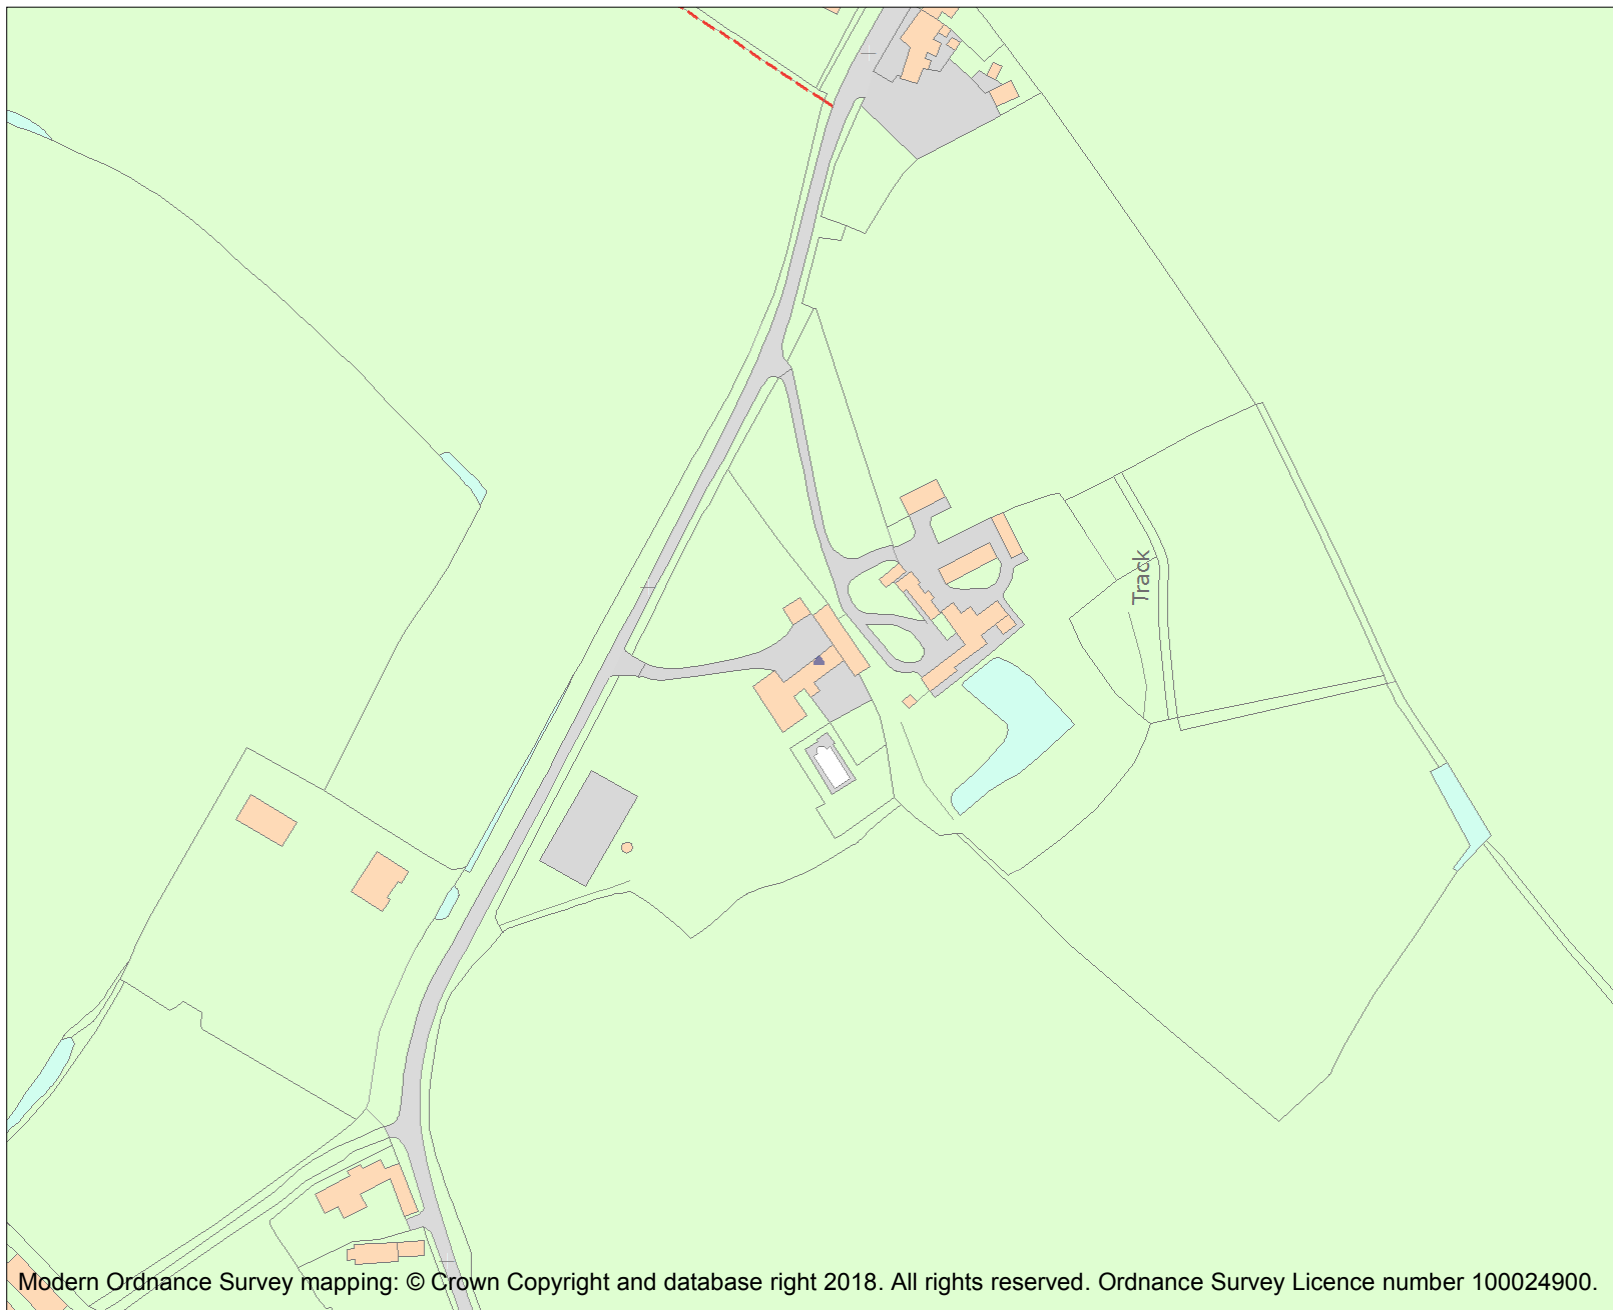 Track
Modern Ordnance Survey mapping: © Crown Copyright and database right 2018. All rights reserved. Ordnance Survey Licence number 100024900.